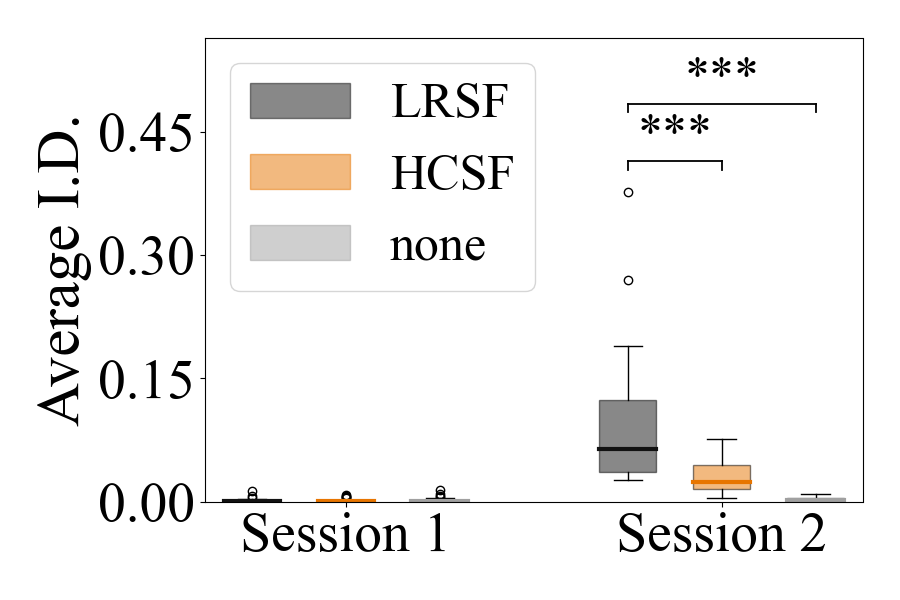 ***
***
LRSF
HCSF
none
Average I.D.
0.45
0.30
0.15
0.00
Session 1
Session 2